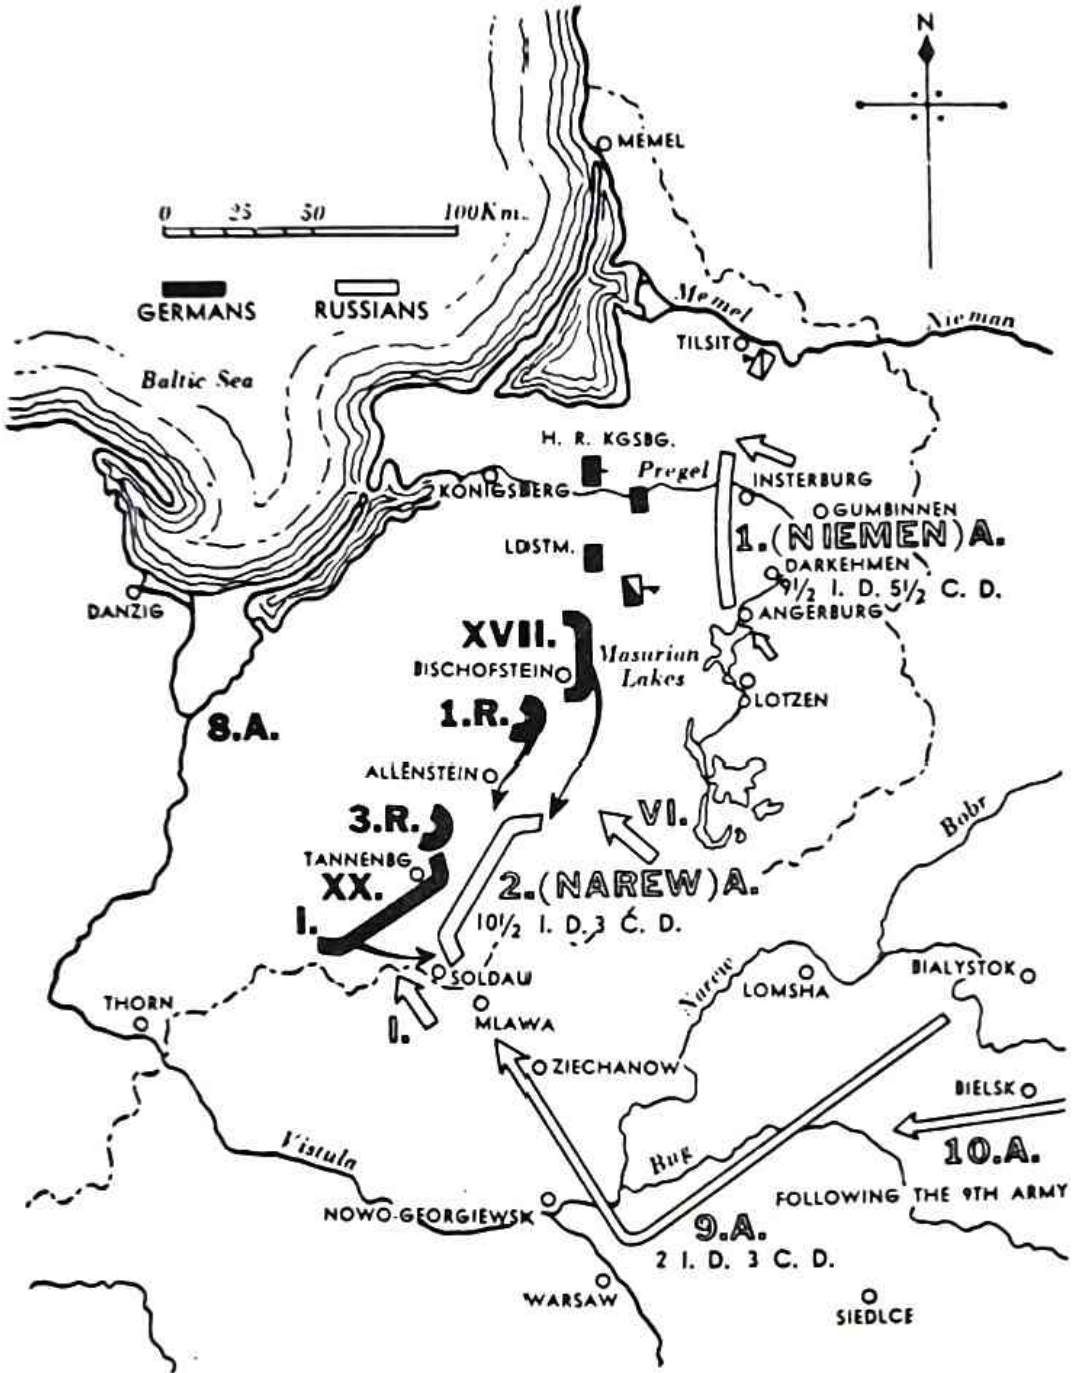 N
MEMEL
0 25 50 100Km.
GERMANS
RUSSIANS
Memel
Nieman
TILSIT
Baltic Sea
H. R. KGSBG.
Pregel
KÖNIGSBERG
INSTERBURG
GUMBINNEN
1.(NIEMEN)A.
LDSTM.
DARKEHMEN
9½ I. D. 5½ C. D.
DANZIG
ANGERBURG
XVII.
BISCHOFSTEIN
Masurian
Lakes
LOTZEN
1.R.
8.A.
ALLENSTEIN
3.R.
VI.
Bobr
TANNENBG
XX.
2.(NAREW)A.
10½ I. D. 3 C. D.
I.
SOLDAU
Narew
LOMSHA
BIALYSTOK
THORN
I.
MLAWA
ZIECHANOW
BIELSK
Vistula
Bug
10.A.
FOLLOWING THE 9TH ARMY
NOWO-GEORGIEWSK
9.A.
2 I. D. 3 C. D.
WARSAW
SIEDLCE